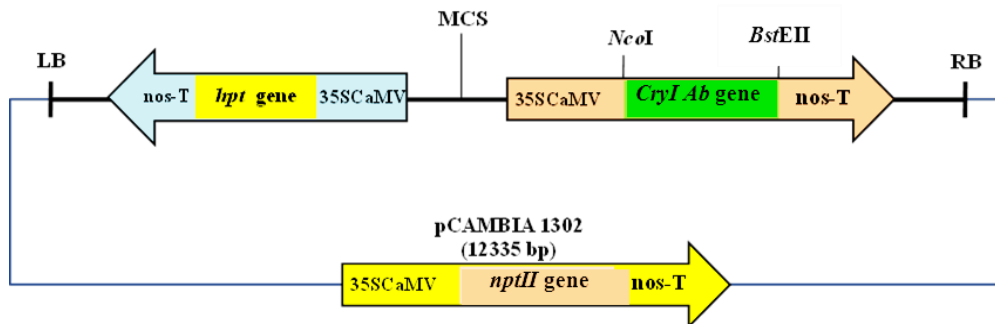 MCS
NcoI
BstEII
LB
RB
nos-T hpt gene 35SCaMV
35SCaMV CryI Ab gene nos-T
pCAMBIA 1302
(12335 bp)
35SCaMV nptII gene nos-T